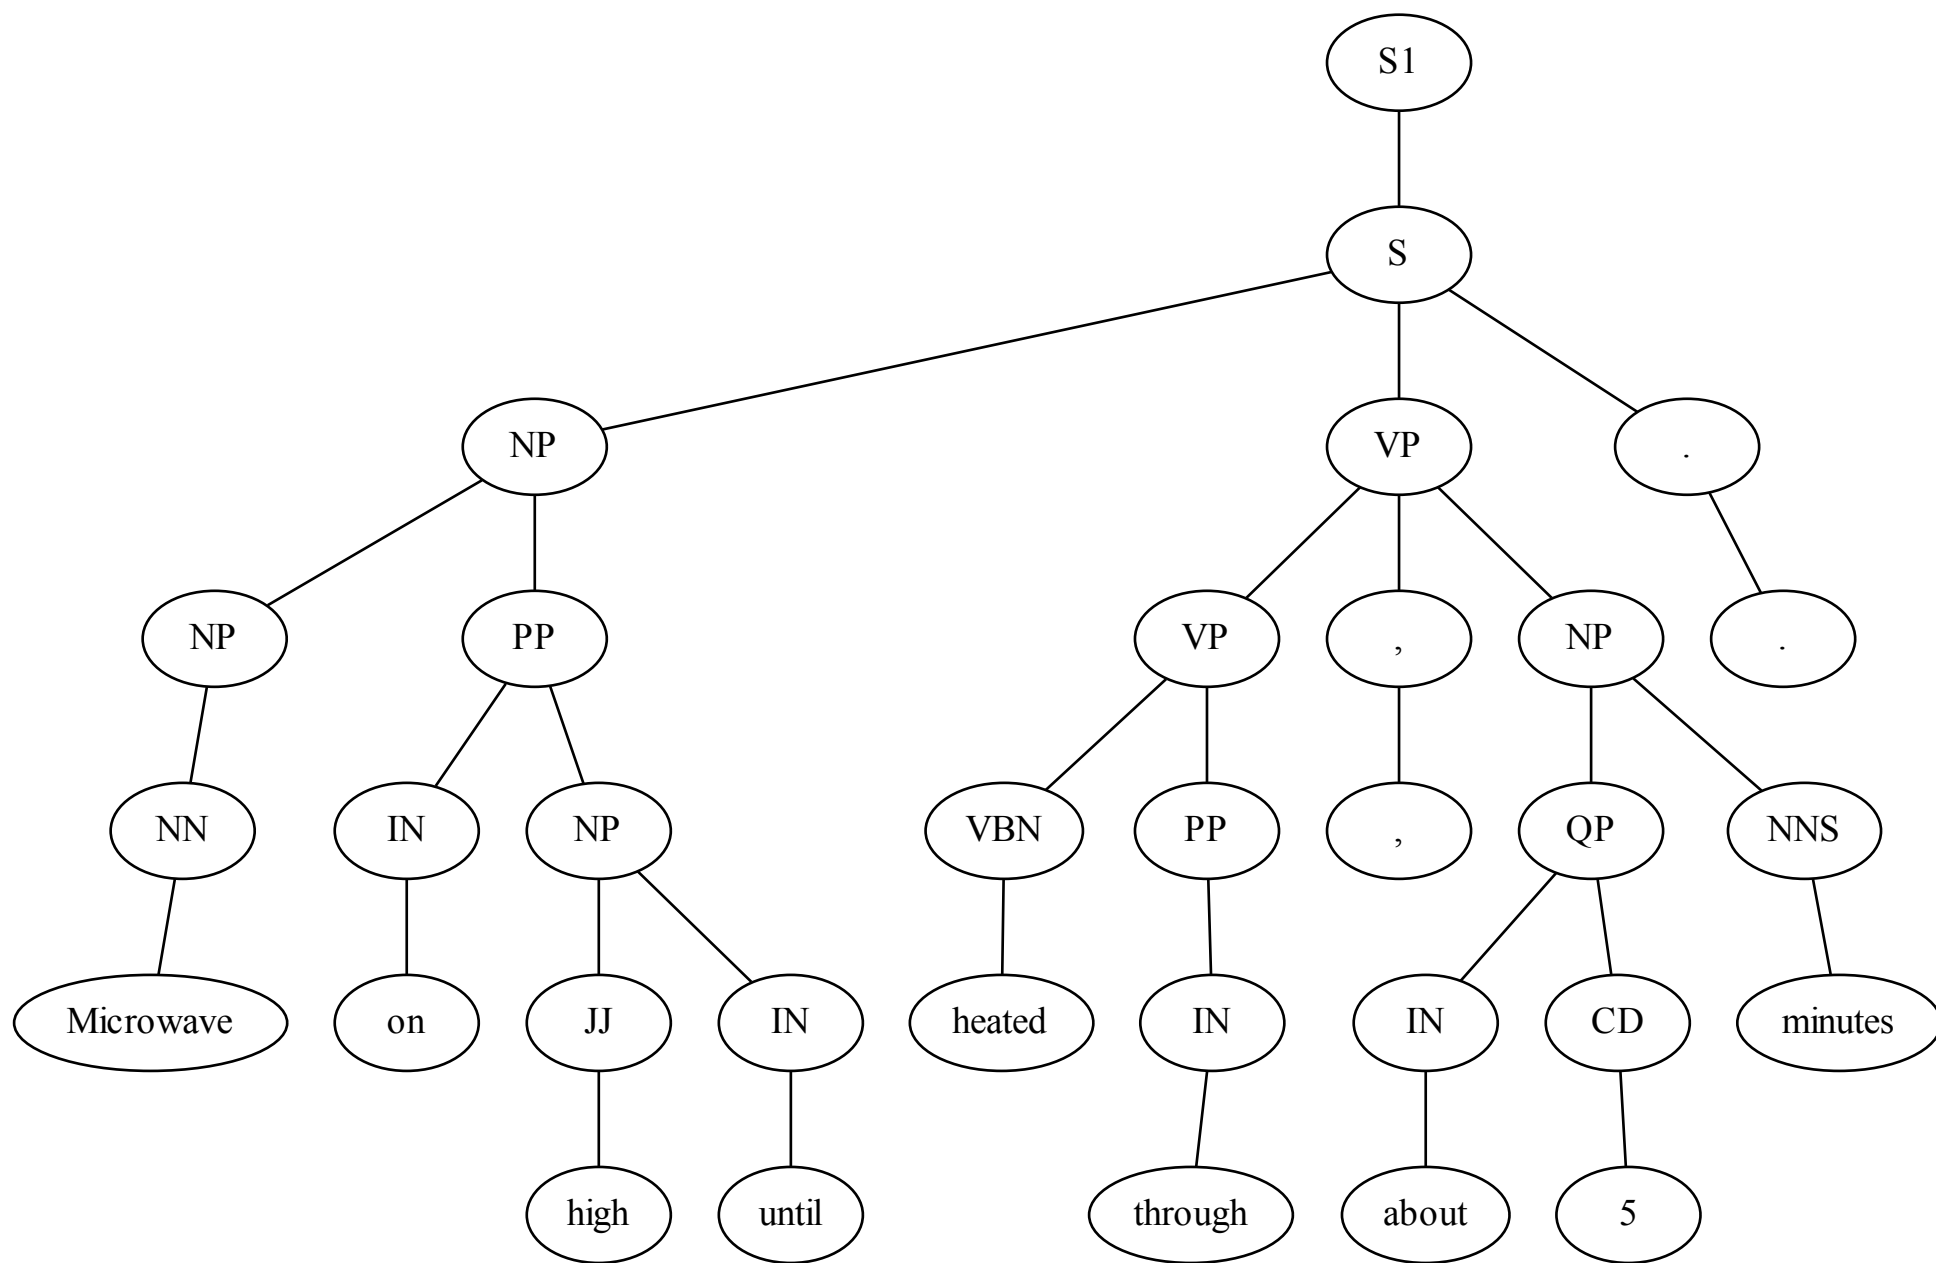 S1
S
NP VP .
NP PP VP , NP .
NN IN NP VBN PP , QP NNS
Microwave on JJ IN heated IN IN CD minutes
high until through about 5